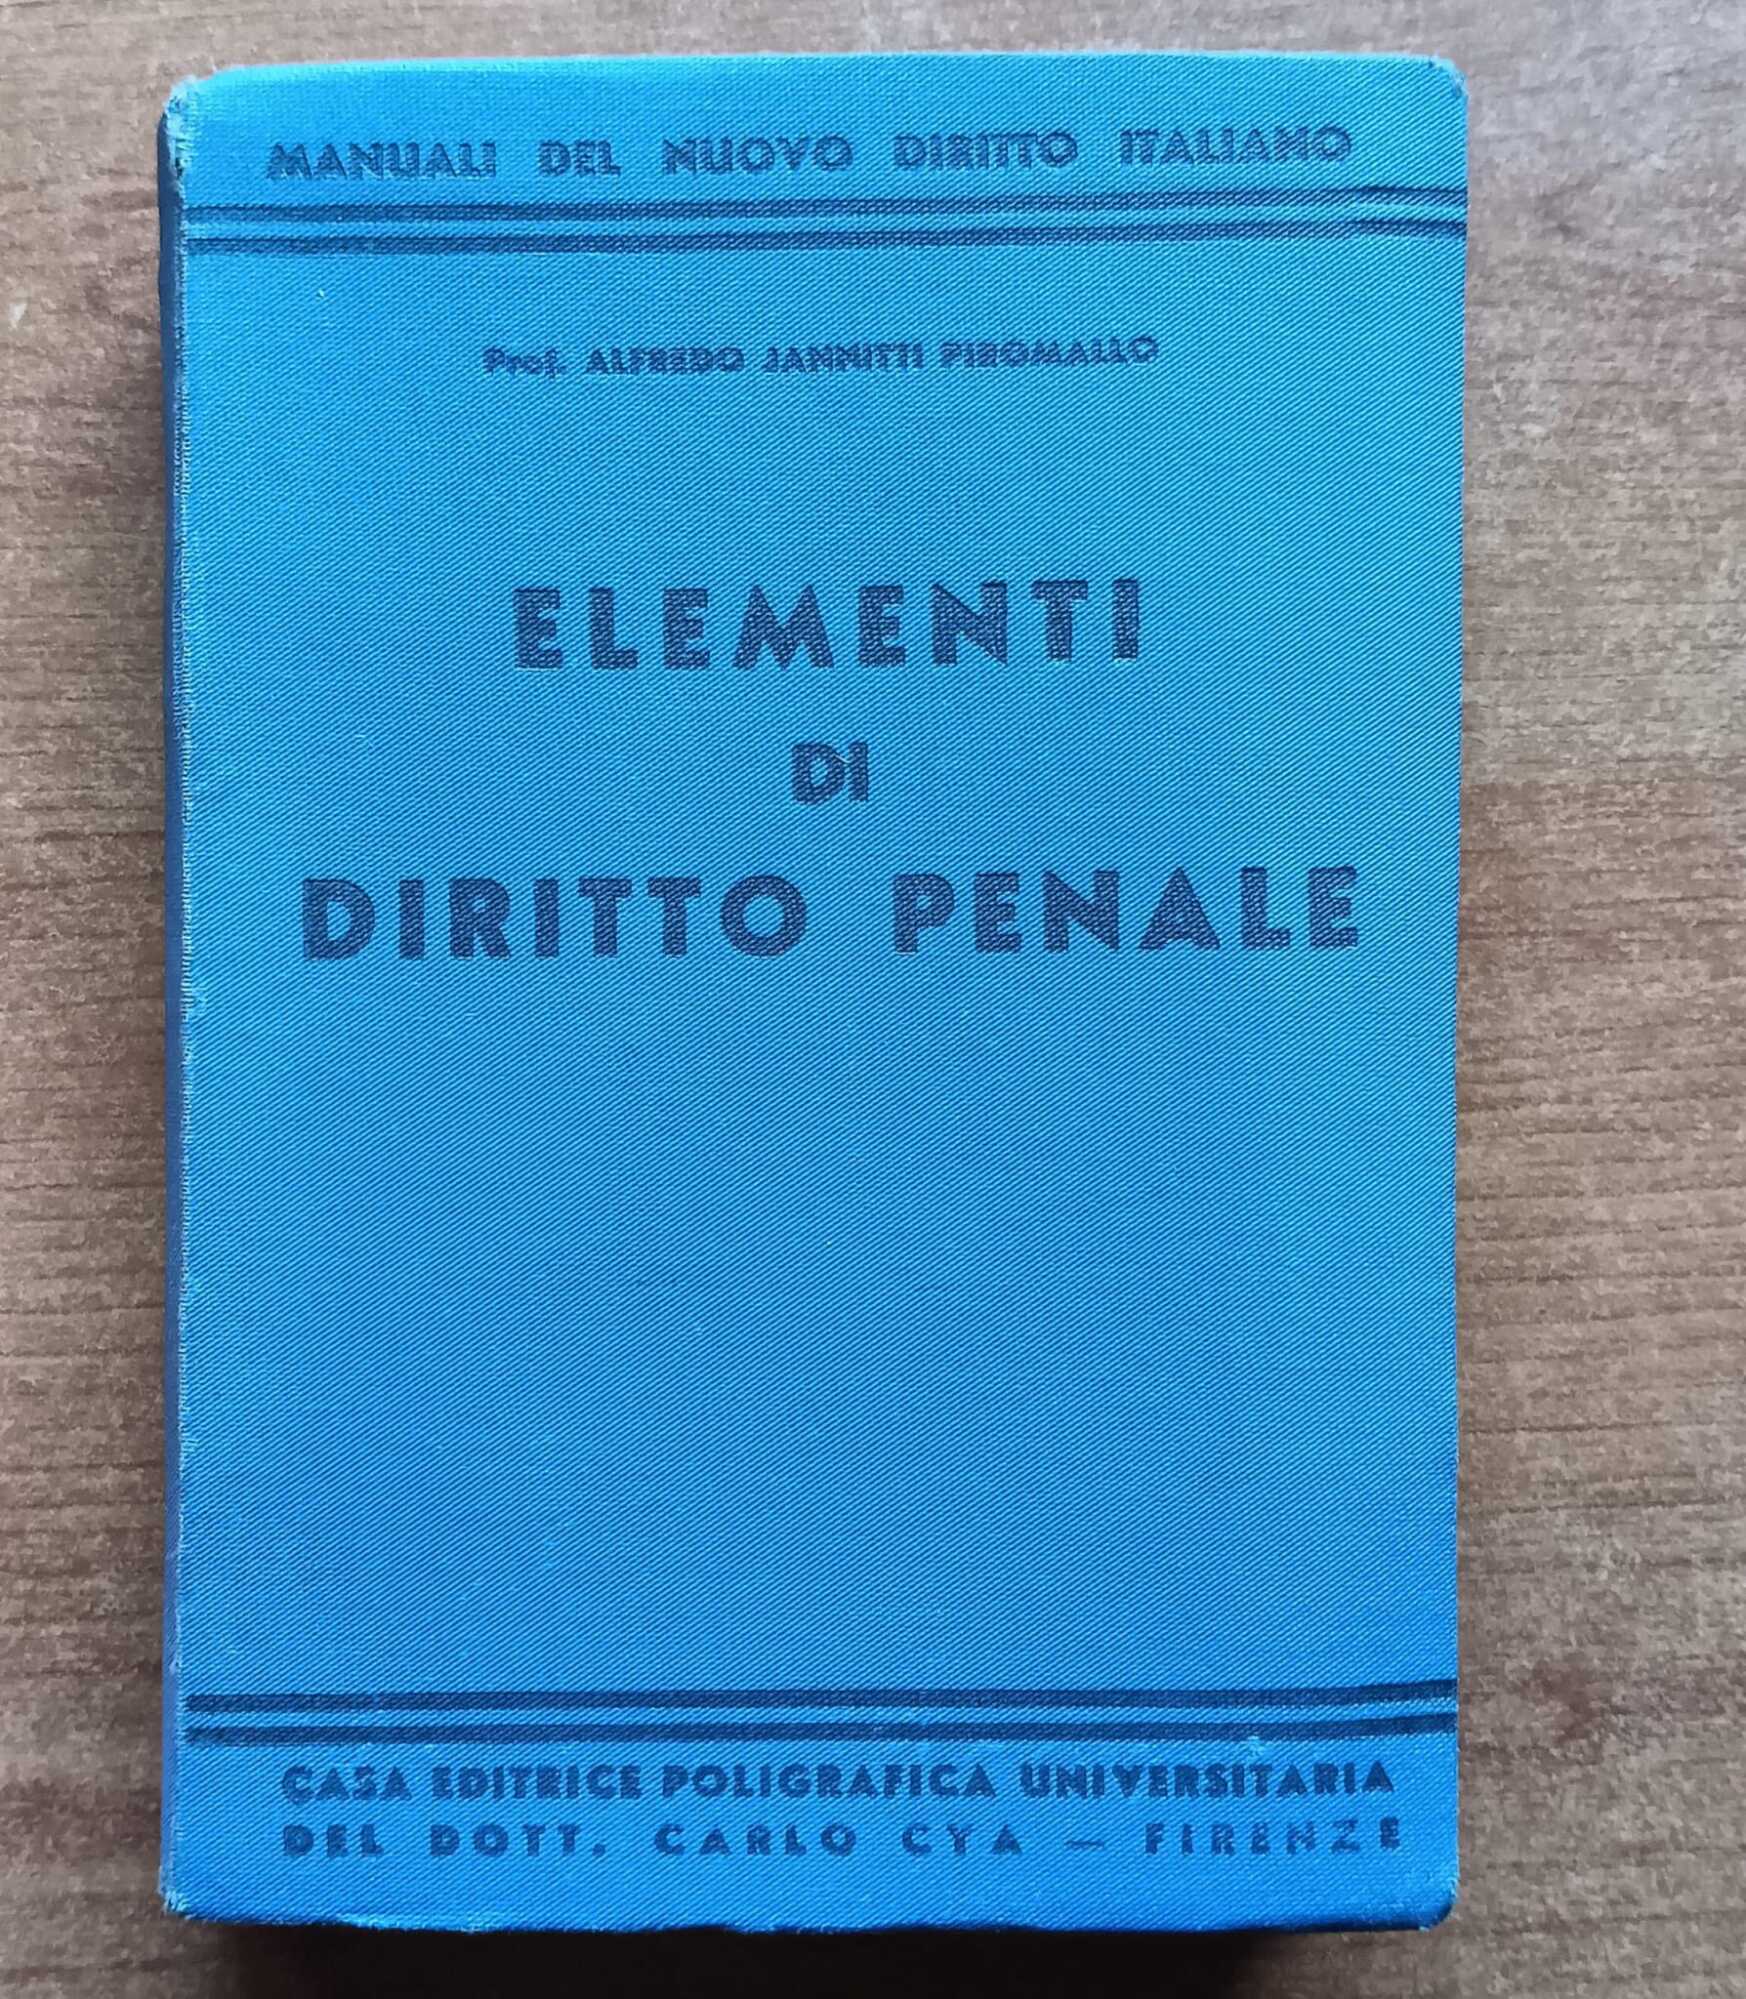 MANUALI DEL NUOVO DIRITTO ITALIANO
Prof. ALFREDO JANNITTI PIROMALLO
ELEMENTI
DI
DIRITTO PENALE
CASA EDITRICE POLIGRAFICA UNIVERSITARIA
DEL DOTT. CARLO CYA — FIRENZE